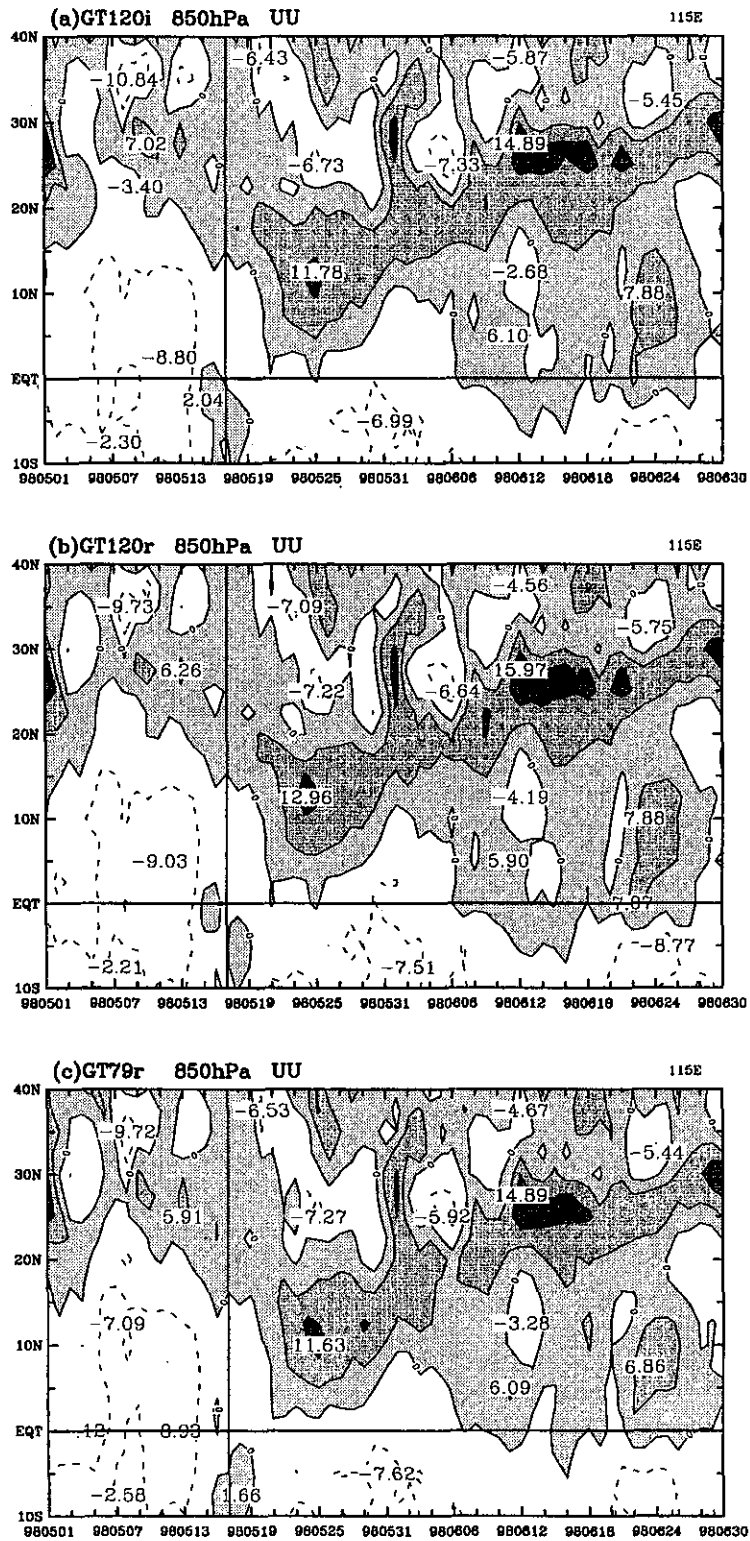 (a)GT120i 850hPa UU 115E
40N
-6.43 -5.87
-10.84
-5.45
30N
7.02 14.89
-6.73 -7.33
-3.40
20N
11.78 -2.68
10N 7.88
6.10
-8.80
EQT
2.04
-6.99
-2.30
10S
980501 980507 980513 980519 980525 980531 980606 980612 980618 980624 980630
(b)GT120r 850hPa UU 115E
40N
-4.56
-9.73 -7.09
-5.75
30N
6.26 15.97
-7.22 -6.64
20N
12.96 -4.19
10N 7.88
-9.03 5.90
EQT
-8.77
-2.21 -7.51
10S
980501 980507 980513 980519 980525 980531 980606 980612 980618 980624 980630
(c)GT79r 850hPa UU 115E
40N
-6.53 -4.67
-9.72
-5.44
30N
5.91 14.89
-7.27 -5.92
20N
-7.09 -3.28
10N 11.63
6.86
6.09
EQT
-7.62
-2.58 1.66
10S
980501 980507 980513 980519 980525 980531 980606 980612 980618 980624 980630